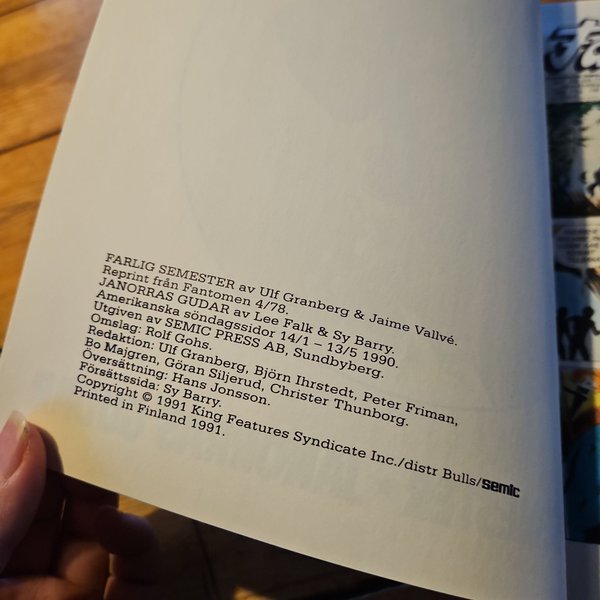 FARLIG SEMESTER av Ulf Granberg & Jaime Vallvé.
Reprint från Fantomen 4/78.
JANORRAS GUDAR av Lee Falk & Sy Barry.
Amerikanska söndagssidor 14/1 – 13/5 1990.
Utgiven av SEMIC PRESS AB, Sundbyberg.
Omslag: Rolf Gohs.
Redaktion: Ulf Granberg, Björn Ihrstedt, Peter Friman,
Bo Majgren, Göran Siljerud, Christer Thunborg.
Översättning: Hans Jonsson.
Försättssida: Sy Barry.
Copyright © 1991 King Features Syndicate Inc./distr Bulls/semic
Printed in Finland 1991.